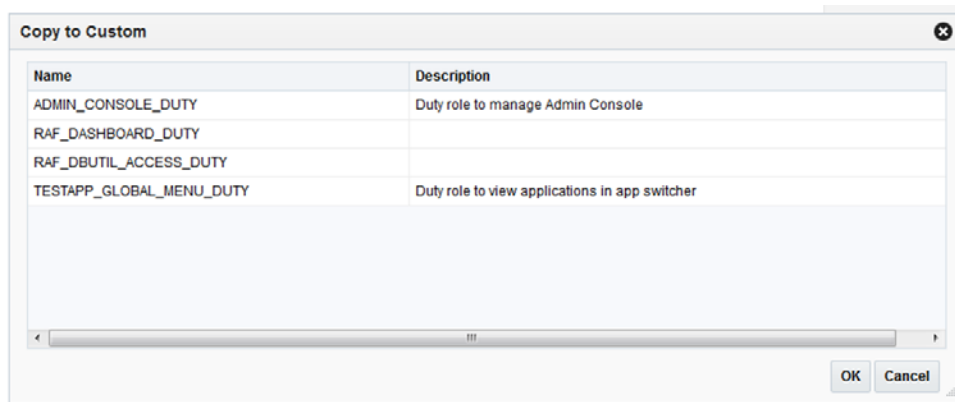 Copy to Custom
Name Description
ADMIN_CONSOLE_DUTY Duty role to manage Admin Console
RAF_DASHBOARD_DUTY
RAF_DBUTIL_ACCESS_DUTY
TESTAPP_GLOBAL_MENU_DUTY Duty role to view applications in app switcher
OK Cancel